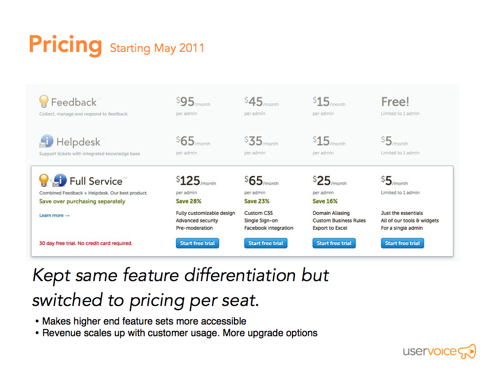 Pricing Starting May 2011
Feedback $95/month $45/month $15/month Free!
Collect, manage and respond to feedback per admin per admin per admin Limited to 1 admin
Helpdesk $65/month $35/month $15/month $5/month
Support tickets with integrated knowledge base per admin per admin per admin Limited to 1 admin
+ Full Service $125/month $65/month $25/month $5/month
Combined Feedback + Helpdesk. Our best product. per admin per admin per admin Limited to 1 admin
Save over purchasing separately Save 28% Save 23% Save 16%
Learn more → Fully customizable design Custom CSS Domain Aliasing Just the essentials
Advanced security Single Sign-on Custom Business Rules All of our tools & widgets
Pre-moderation Facebook integration Export to Excel For a single admin
30 day free trial. No credit card required. Start free trial Start free trial Start free trial Start free trial
Kept same feature differentiation but
switched to pricing per seat.
• Makes higher end feature sets more accessible
• Revenue scales up with customer usage. More upgrade options
uservoice